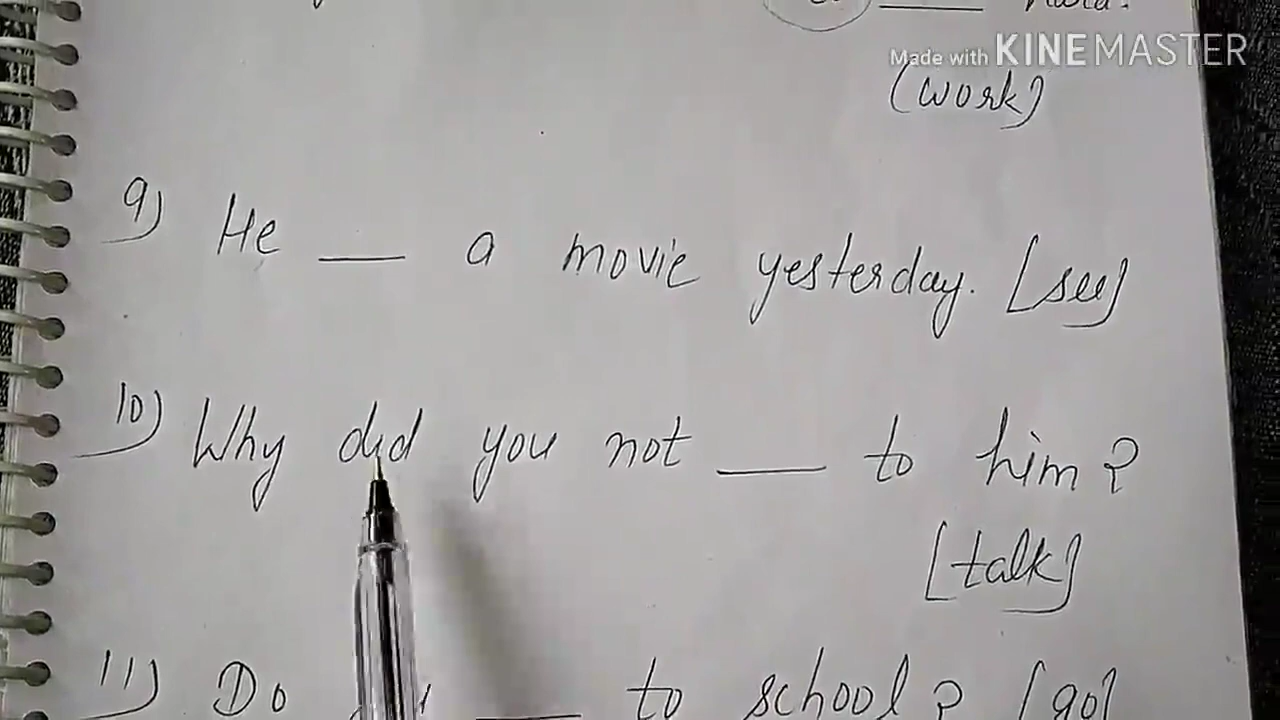 Made with KINEMASTER
(work)
9) He ___ a movie yesterday. [see]
10) Why did you not ___ to him?
[talk]
11) Do ___ to school? [go]